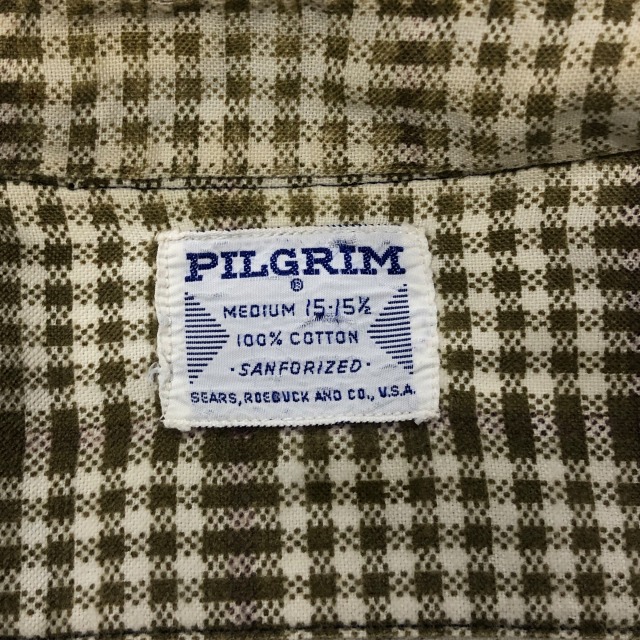 PILGRIM
®
MEDIUM 15-15½
100% COTTON
·SANFORIZED·
SEARS, ROEBUCK AND CO., U.S.A.